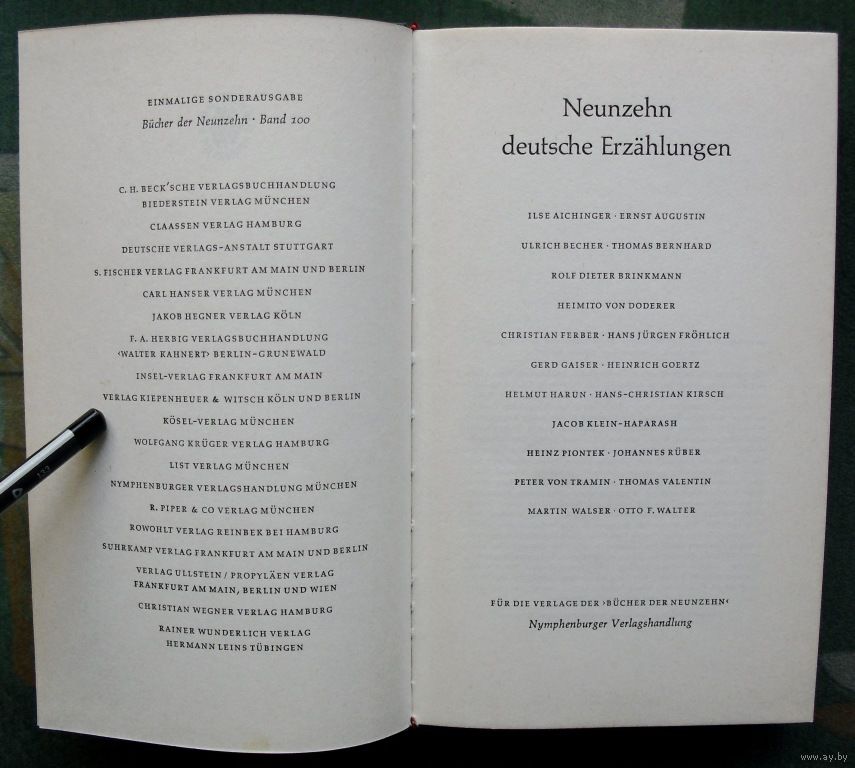 EINMALIGE SONDERAUSGABE
Bücher der Neunzehn · Band 100
C. H. BECK'SCHE VERLAGSBUCHHANDLUNG
BIEDERSTEIN VERLAG MÜNCHEN
CLAASSEN VERLAG HAMBURG
DEUTSCHE VERLAGS-ANSTALT STUTTGART
S. FISCHER VERLAG FRANKFURT AM MAIN UND BERLIN
CARL HANSER VERLAG MÜNCHEN
JAKOB HEGNER VERLAG KÖLN
F. A. HERBIG VERLAGSBUCHHANDLUNG
‹WALTER KAHNERT› BERLIN-GRUNEWALD
INSEL-VERLAG FRANKFURT AM MAIN
VERLAG KIEPENHEUER & WITSCH KÖLN UND BERLIN
KÖSEL-VERLAG MÜNCHEN
WOLFGANG KRÜGER VERLAG HAMBURG
LIST VERLAG MÜNCHEN
NYMPHENBURGER VERLAGSHANDLUNG MÜNCHEN
R. PIPER & CO VERLAG MÜNCHEN
ROWOHLT VERLAG REINBEK BEI HAMBURG
SUHRKAMP VERLAG FRANKFURT AM MAIN UND BERLIN
VERLAG ULLSTEIN / PROPYLÄEN VERLAG
FRANKFURT AM MAIN, BERLIN UND WIEN
CHRISTIAN WEGNER VERLAG HAMBURG
RAINER WUNDERLICH VERLAG
HERMANN LEINS TÜBINGEN
Neunzehn
deutsche Erzählungen
ILSE AICHINGER · ERNST AUGUSTIN
ULRICH BECHER · THOMAS BERNHARD
ROLF DIETER BRINKMANN
HEIMITO VON DODERER
CHRISTIAN FERBER · HANS JÜRGEN FRÖHLICH
GERD GAISER · HEINRICH GOERTZ
HELMUT HARUN · HANS-CHRISTIAN KIRSCH
JACOB KLEIN-HAPARASH
HEINZ PIONTEK · JOHANNES RÜBER
PETER VON TRAMIN · THOMAS VALENTIN
MARTIN WALSER · OTTO F. WALTER
FÜR DIE VERLAGE DER ›BÜCHER DER NEUNZEHN‹
Nymphenburger Verlagshandlung
www.ay.by